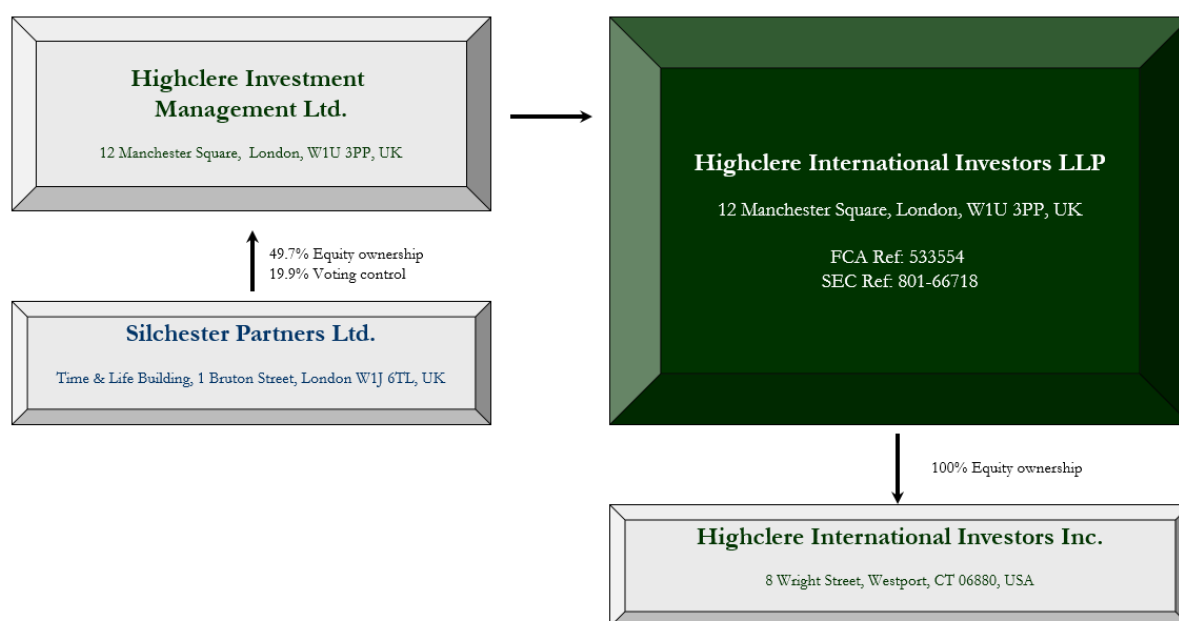 Highclere Investment
Management Ltd.
12 Manchester Square, London, W1U 3PP, UK
49.7% Equity ownership
19.9% Voting control
Silchester Partners Ltd.
Time & Life Building, 1 Bruton Street, London W1J 6TL, UK
Highclere International Investors LLP
12 Manchester Square, London, W1U 3PP, UK
FCA Ref: 533554
SEC Ref: 801-66718
100% Equity ownership
Highclere International Investors Inc.
8 Wright Street, Westport, CT 06880, USA